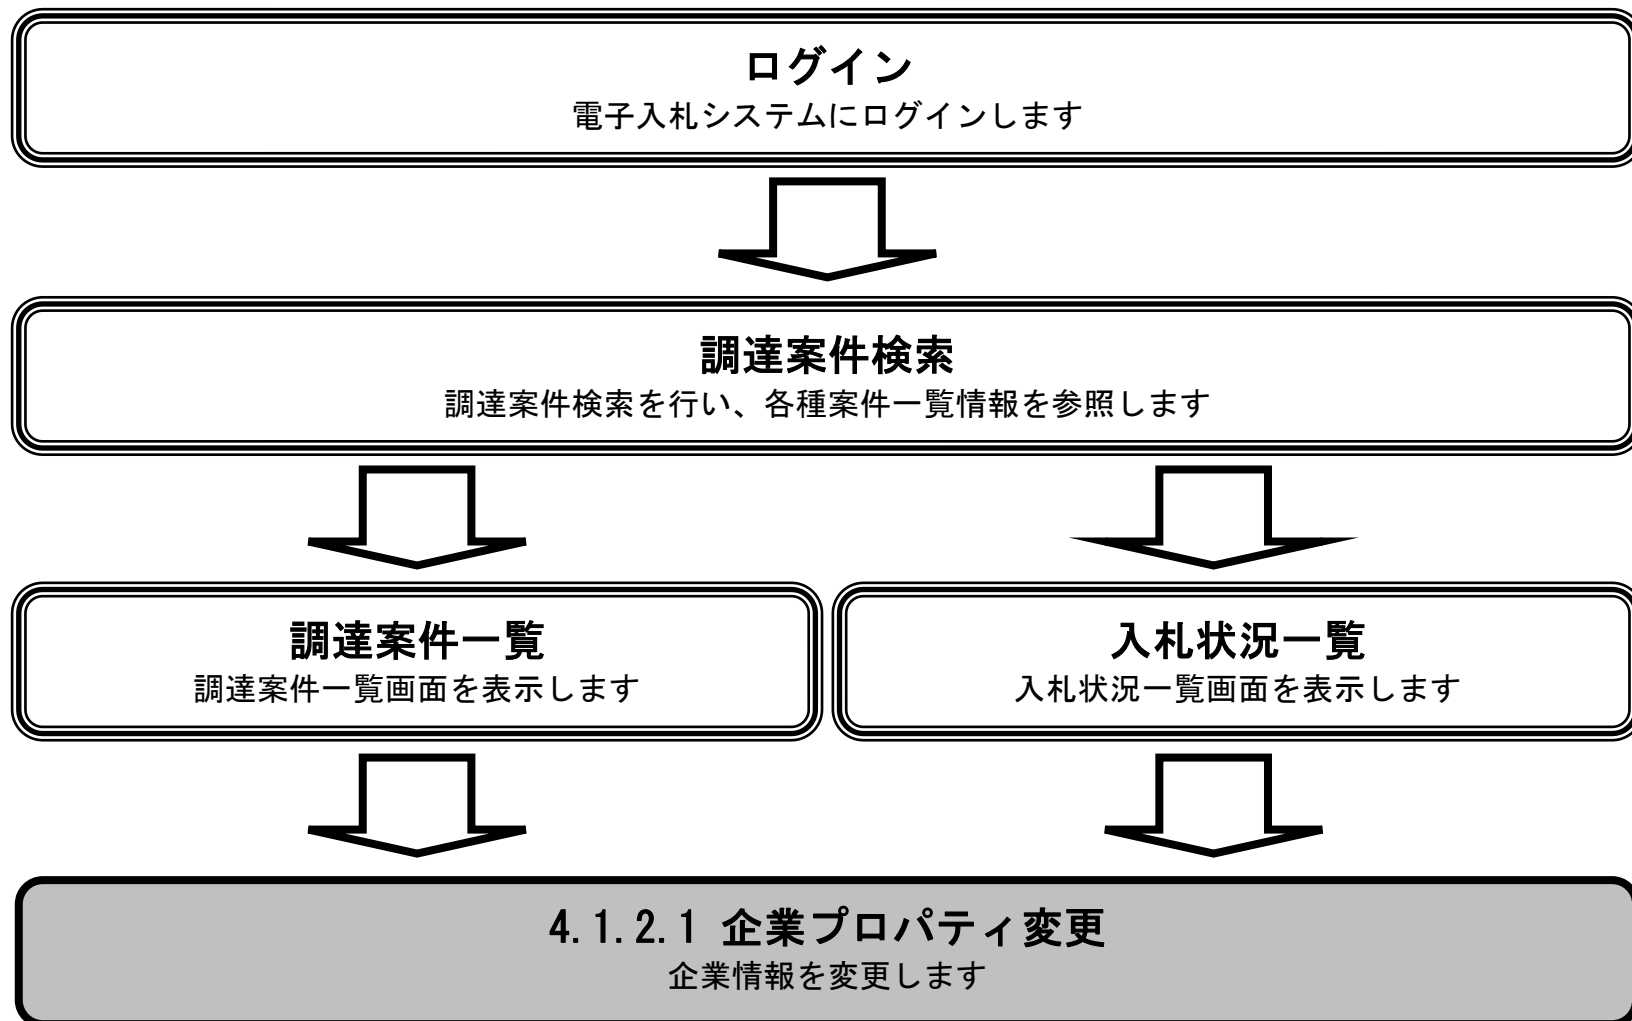 ログイン
電子入札システムにログインします
調達案件検索
調達案件検索を行い、各種案件一覧情報を参照します
調達案件一覧
調達案件一覧画面を表示します
入札状況一覧
入札状況一覧画面を表示します
4.1.2.1 企業プロパティ変更
企業情報を変更します